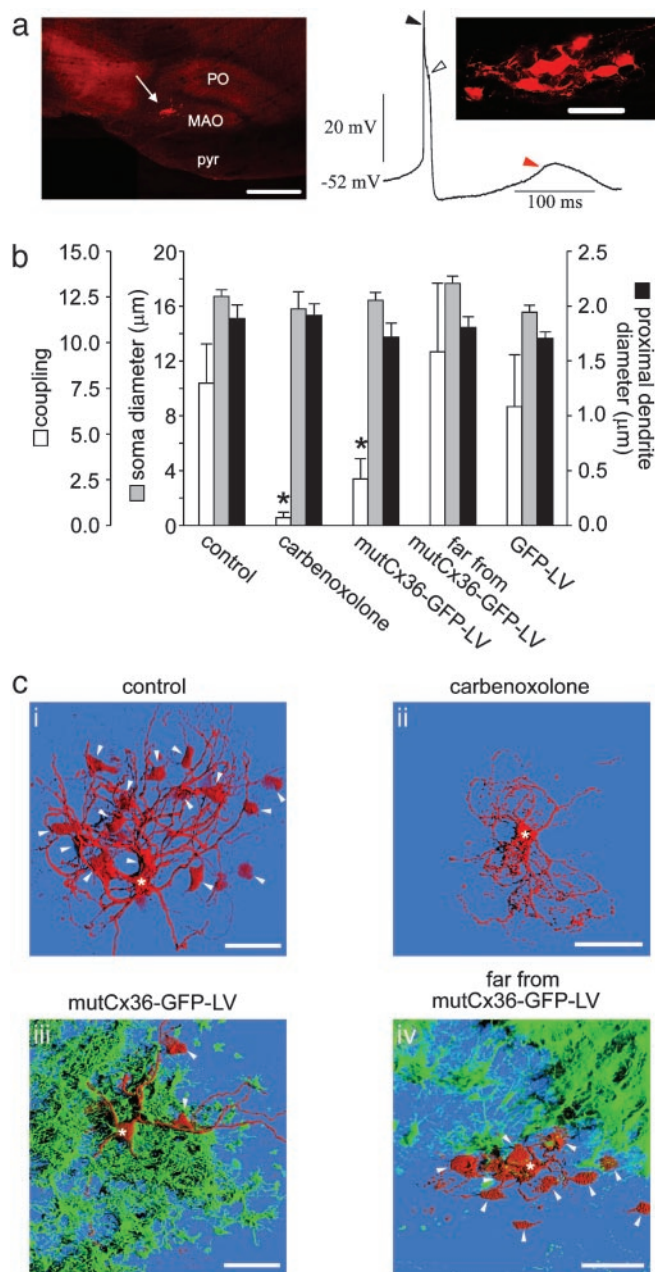 a
PO
MAO
pyr
20 mV
-52 mV
100 ms
b
15.0
12.5
10.0
7.5
5.0
2.5
0.0
coupling
20
16
12
8
4
0
soma diameter (μm)
*
*
2.5
2.0
1.5
1.0
0.5
0.0
proximal dendrite
diameter (μm)
control
carbenoxolone
mutCx36-GFP-LV
far from
mutCx36-GFP-LV
GFP-LV
c
control
carbenoxolone
i
*
ii
*
mutCx36-GFP-LV
far from
mutCx36-GFP-LV
iii
*
iv
*